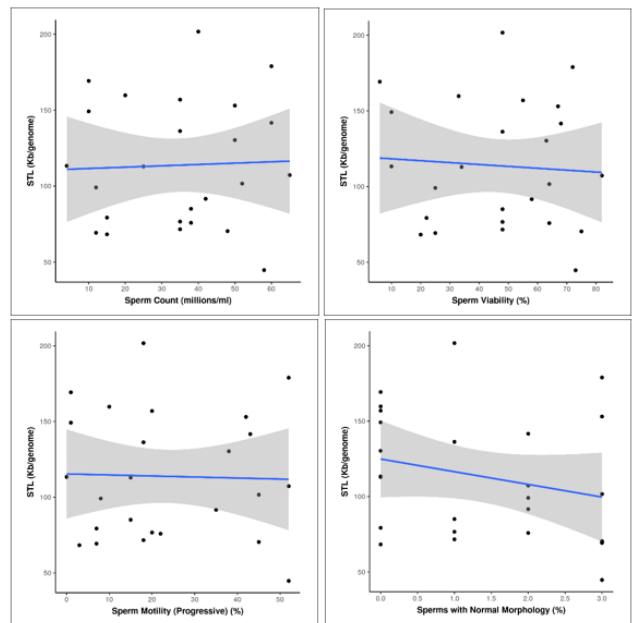 200
150
100
50
STL (Kb/genome)
10 20 30 40 50 60
Sperm Count (millions/ml)
200
150
100
50
STL (Kb/genome)
10 20 30 40 50 60 70 80
Sperm Viability (%)
200
150
100
50
STL (Kb/genome)
0 10 20 30 40 50
Sperm Motility (Progressive) (%)
200
150
100
50
STL (Kb/genome)
0.0 0.5 1.0 1.5 2.0 2.5 3.0
Sperms with Normal Morphology (%)